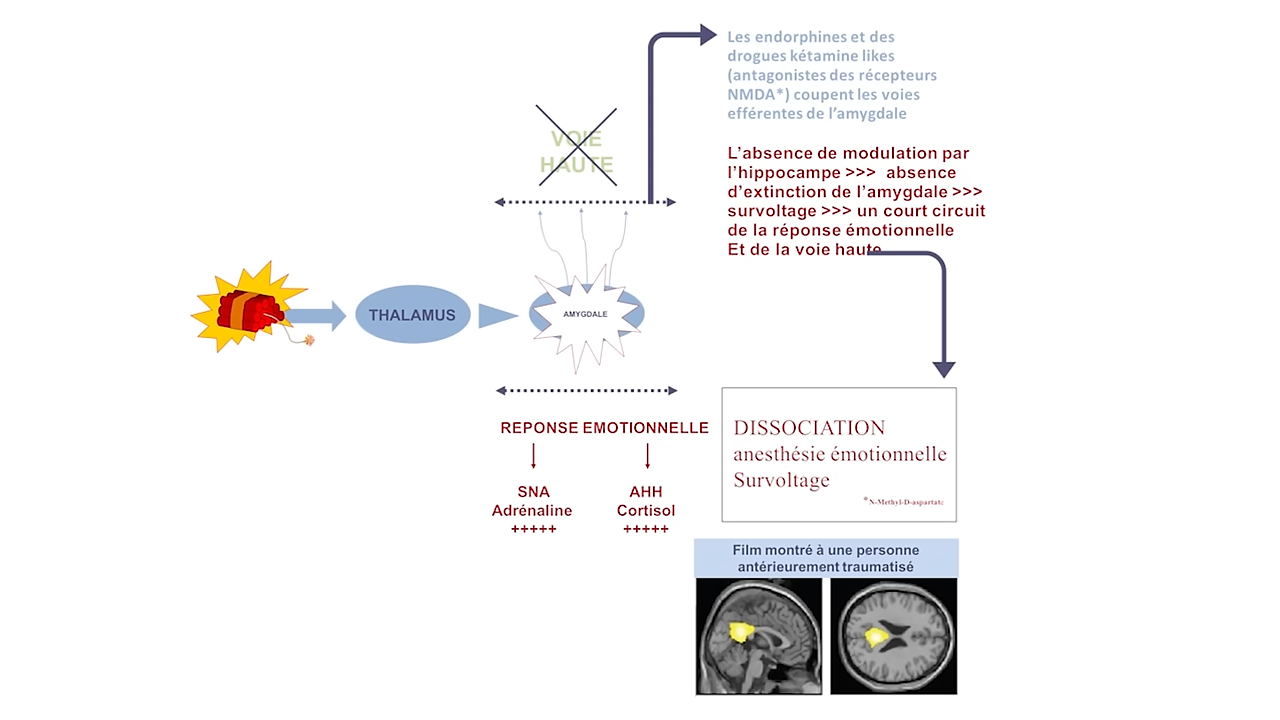 Les endorphines et des
drogues kétamine likes
(antagonistes des récepteurs
NMDA*) coupent les voies
efférentes de l’amygdale
VOIE
HAUTE
L’absence de modulation par
l’hippocampe >>> absence
d’extinction de l’amygdale >>>
survoltage >>> un court circuit
de la réponse émotionnelle
Et de la voie haute
THALAMUS
AMYGDALE
REPONSE EMOTIONNELLE
SNA
Adrénaline
+++++
AHH
Cortisol
+++++
DISSOCIATION
anesthésie émotionnelle
Survoltage
*N-Methyl-D-aspartate
Film montré à une personne
antérieurement traumatisé